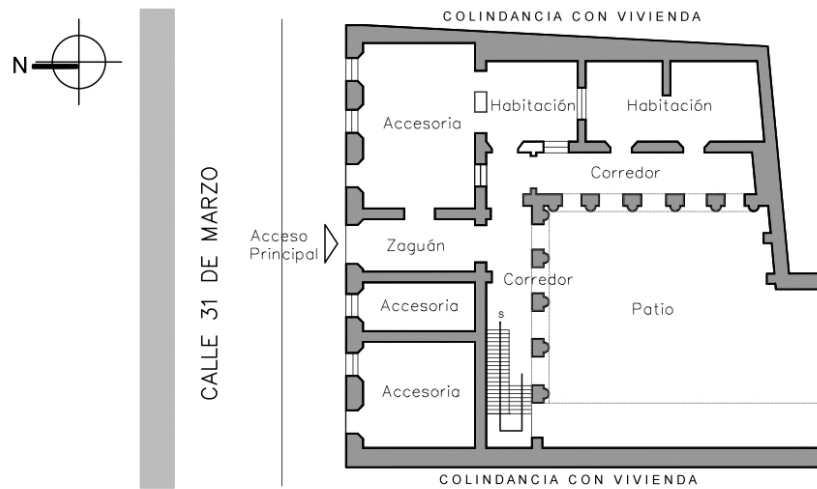 COLINDANCIA CON VIVIENDA
N
Habitación
Habitación
Accesoria
Corredor
CALLE 31 DE MARZO
Acceso
Principal
Zaguán
Corredor
Accesoria
Patio
S
Accesoria
COLINDANCIA CON VIVIENDA